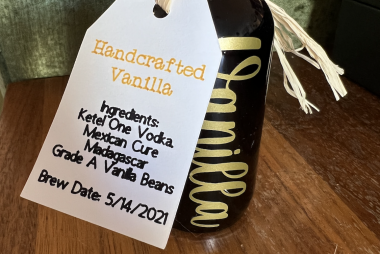 Handcrafted
Vanilla
Ingredients:
Ketel One Vodka
Mexican Cure
Madagascar
Grade A Vanilla Beans
Brew Date: 5/14/2021
Vanilla